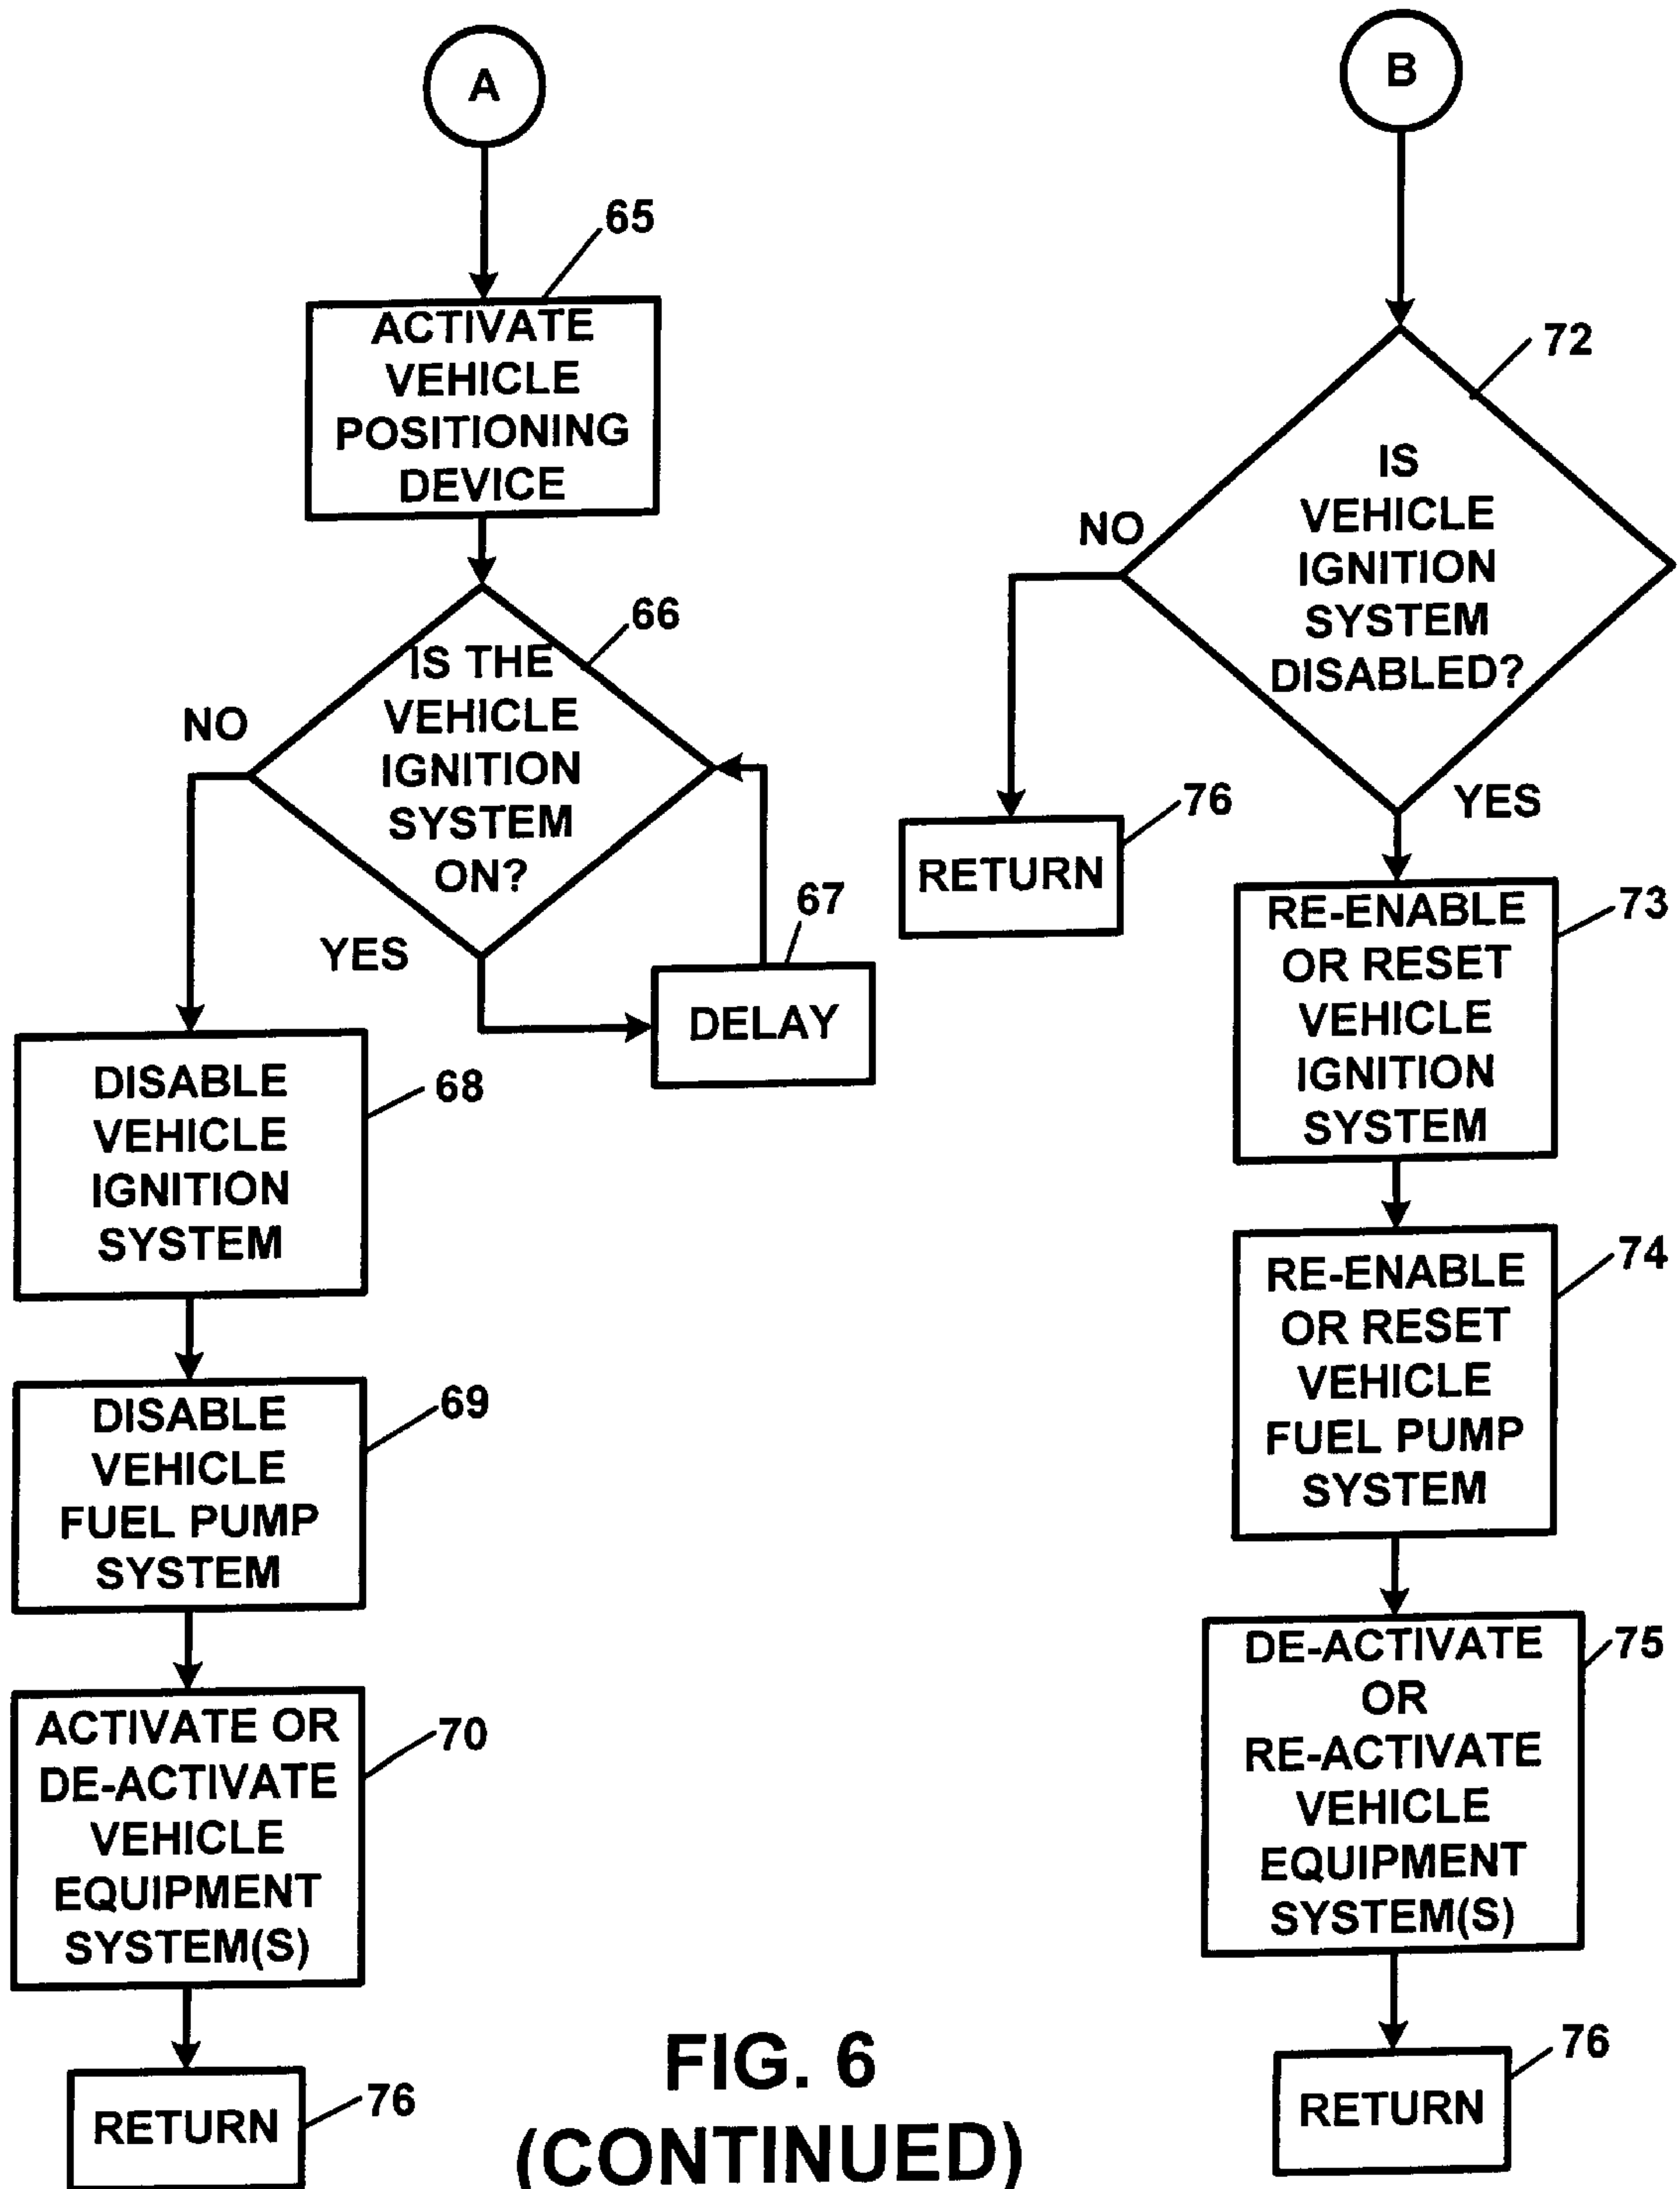 A
65
ACTIVATE
VEHICLE
POSITIONING
DEVICE
66
IS THE
VEHICLE
IGNITION
SYSTEM
ON?
NO
YES
67
DELAY
DISABLE
VEHICLE
IGNITION
SYSTEM
68
DISABLE
VEHICLE
FUEL PUMP
SYSTEM
69
ACTIVATE OR
DE-ACTIVATE
VEHICLE
EQUIPMENT
SYSTEM(S)
70
RETURN
76
B
72
IS
VEHICLE
IGNITION
SYSTEM
DISABLED?
NO
YES
76
RETURN
RE-ENABLE
OR RESET
VEHICLE
IGNITION
SYSTEM
73
RE-ENABLE
OR RESET
VEHICLE
FUEL PUMP
SYSTEM
74
DE-ACTIVATE
OR
RE-ACTIVATE
VEHICLE
EQUIPMENT
SYSTEM(S)
75
RETURN
76
FIG. 6
(CONTINUED)